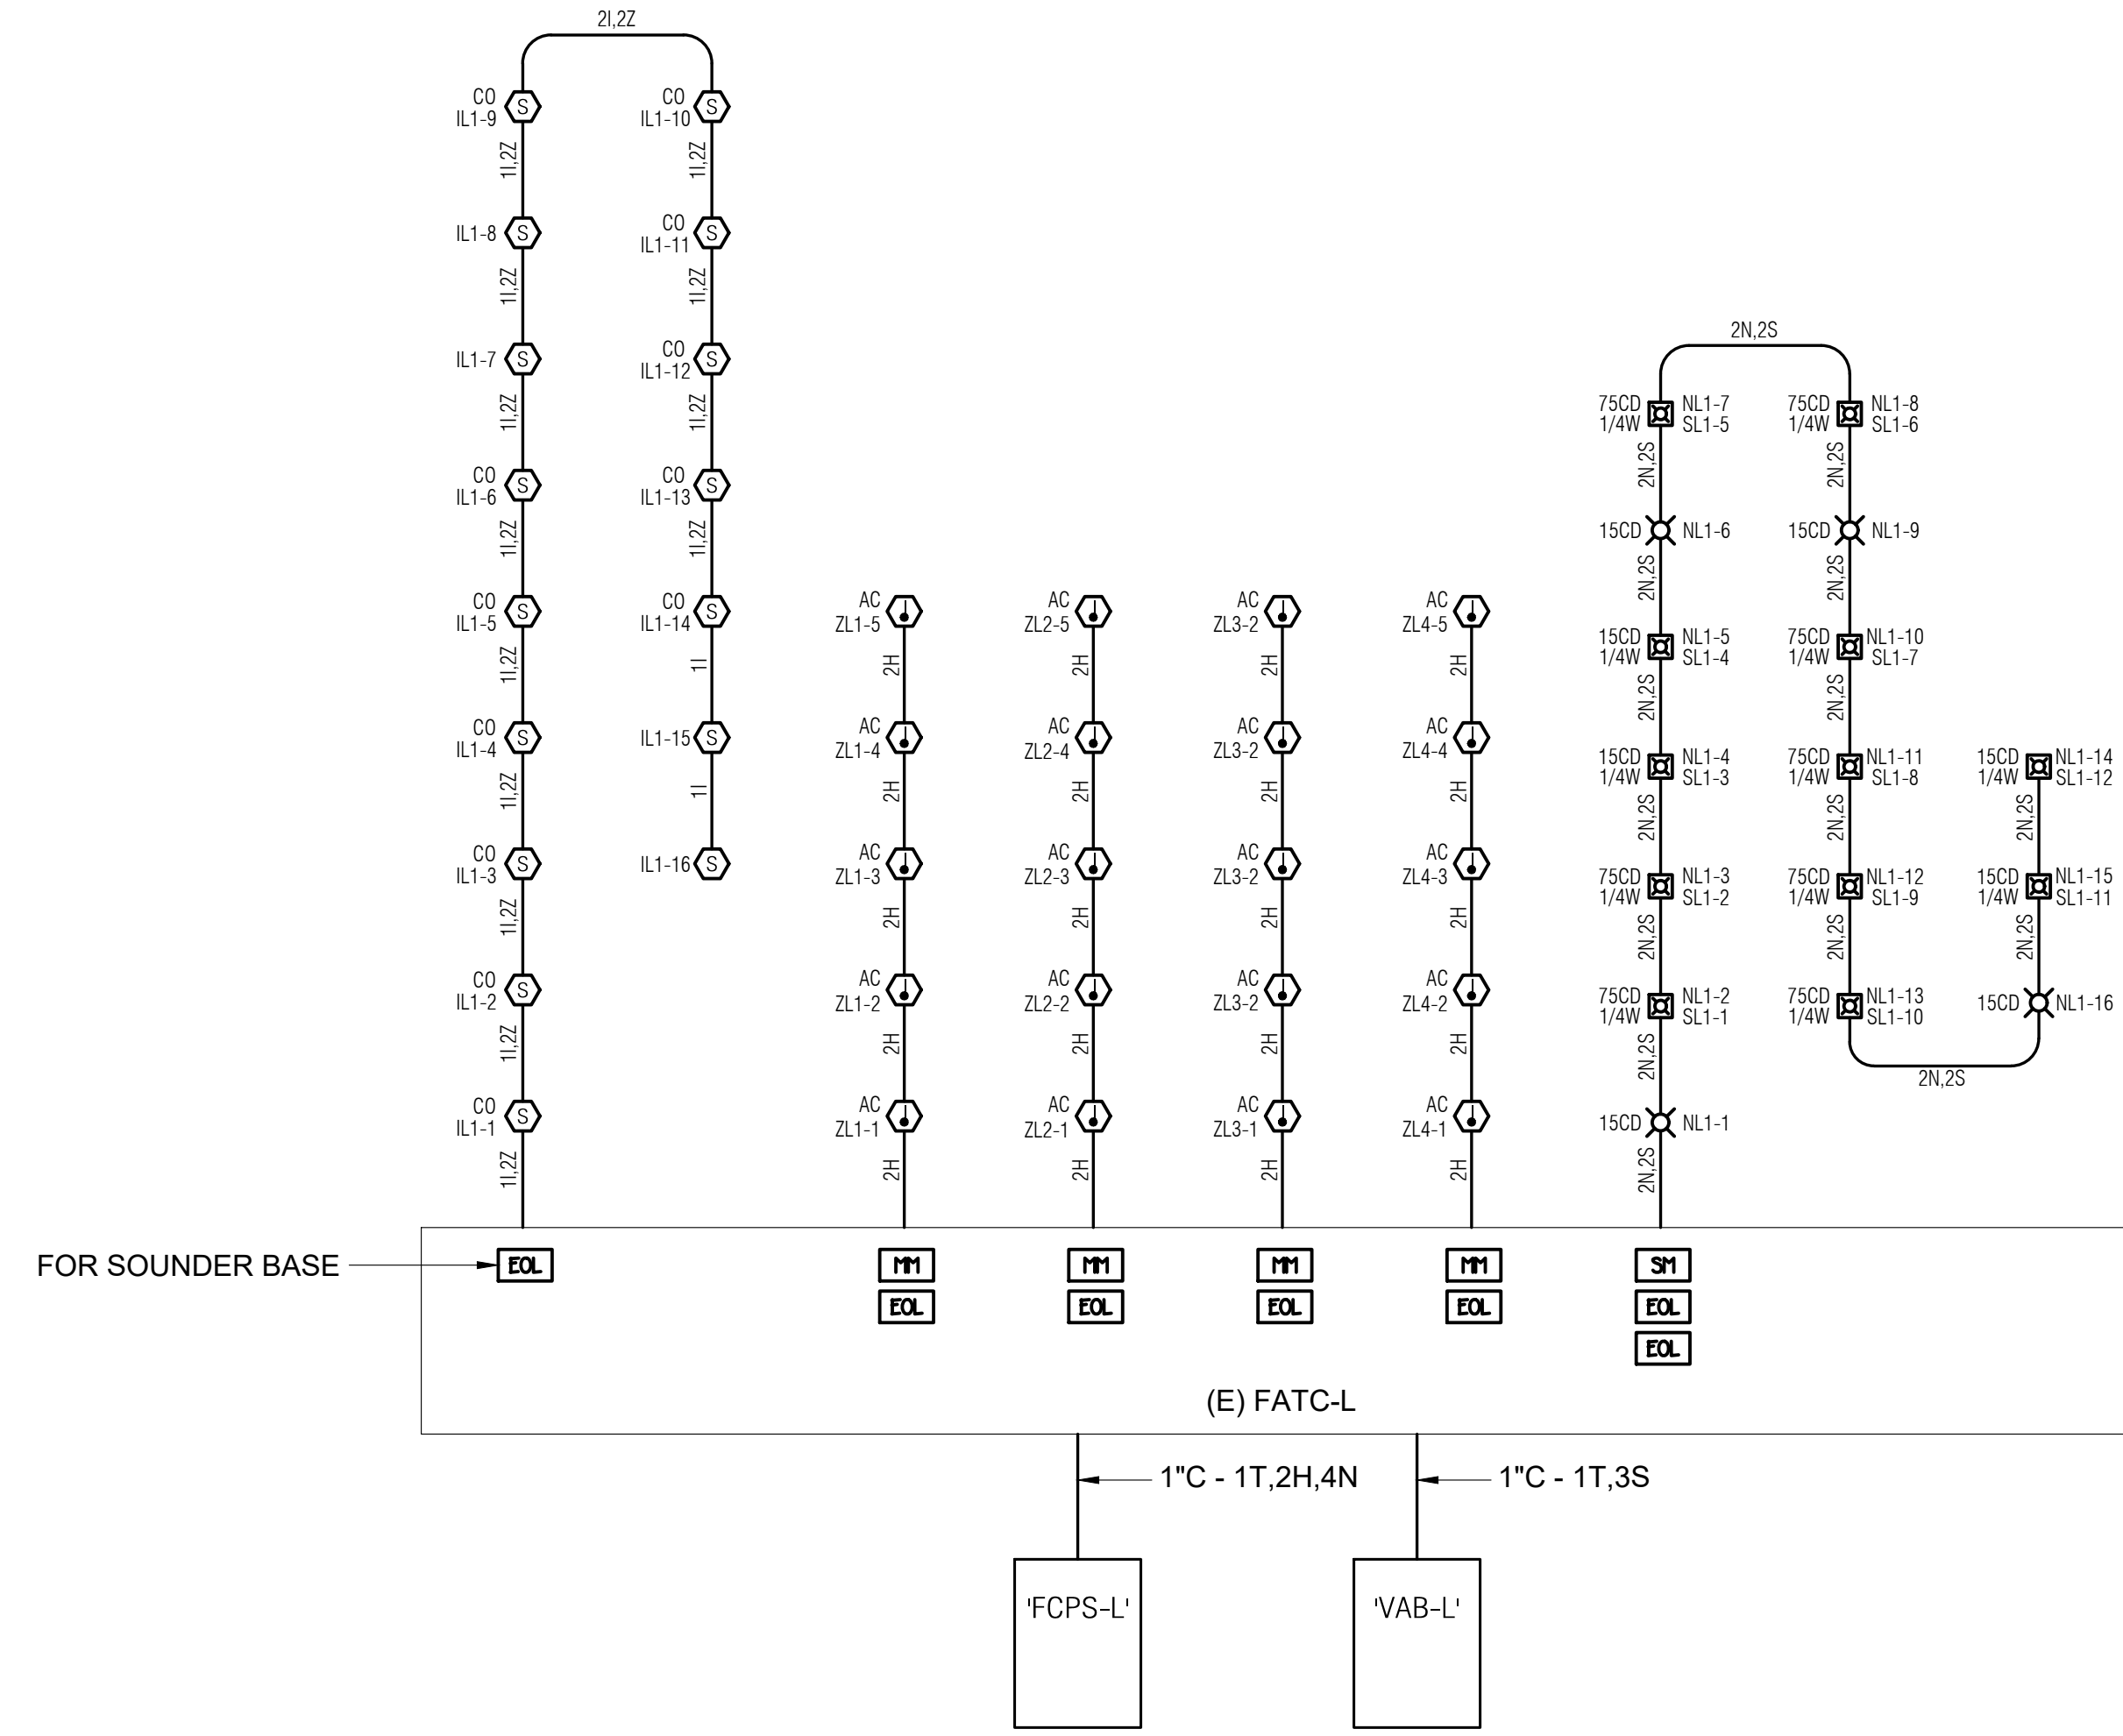 2I,2Z
CO
IL1-9
S
1I,2Z
IL1-8
S
1I,2Z
IL1-7
S
1I,2Z
CO
IL1-6
S
1I,2Z
CO
IL1-5
S
1I,2Z
CO
IL1-4
S
1I,2Z
CO
IL1-3
S
1I,2Z
CO
IL1-2
S
1I,2Z
CO
IL1-1
S
1I,2Z
CO
IL1-10
S
1I,2Z
CO
IL1-11
S
1I,2Z
CO
IL1-12
S
1I,2Z
CO
IL1-13
S
1I,2Z
CO
IL1-14
S
1I
IL1-15
S
1I
IL1-16
S
AC
ZL1-5
2H
AC
ZL1-4
2H
AC
ZL1-3
2H
AC
ZL1-2
2H
AC
ZL1-1
2H
AC
ZL2-5
2H
AC
ZL2-4
2H
AC
ZL2-3
2H
AC
ZL2-2
2H
AC
ZL2-1
2H
AC
ZL3-2
2H
AC
ZL3-2
2H
AC
ZL3-2
2H
AC
ZL3-2
2H
AC
ZL3-1
2H
AC
ZL4-5
2H
AC
ZL4-4
2H
AC
ZL4-3
2H
AC
ZL4-2
2H
AC
ZL4-1
2H
2N,2S
75CD NL1-7
1/4W SL1-5
2N,2S
15CD NL1-6
2N,2S
15CD NL1-5
1/4W SL1-4
2N,2S
15CD NL1-4
1/4W SL1-3
2N,2S
75CD NL1-3
1/4W SL1-2
2N,2S
75CD NL1-2
1/4W SL1-1
2N,2S
15CD NL1-1
2N,2S
75CD NL1-8
1/4W SL1-6
2N,2S
15CD NL1-9
2N,2S
75CD NL1-10
1/4W SL1-7
2N,2S
75CD NL1-11
1/4W SL1-8
2N,2S
75CD NL1-12
1/4W SL1-9
2N,2S
75CD NL1-13
1/4W SL1-10
2N,2S
15CD NL1-14
1/4W SL1-12
2N,2S
15CD NL1-15
1/4W SL1-11
2N,2S
15CD NL1-16
FOR SOUNDER BASE
EOL
MM
EOL
MM
EOL
MM
EOL
MM
EOL
SM
EOL
EOL
(E) FATC-L
1"C - 1T,2H,4N
1"C - 1T,3S
'FCPS-L'
'VAB-L'